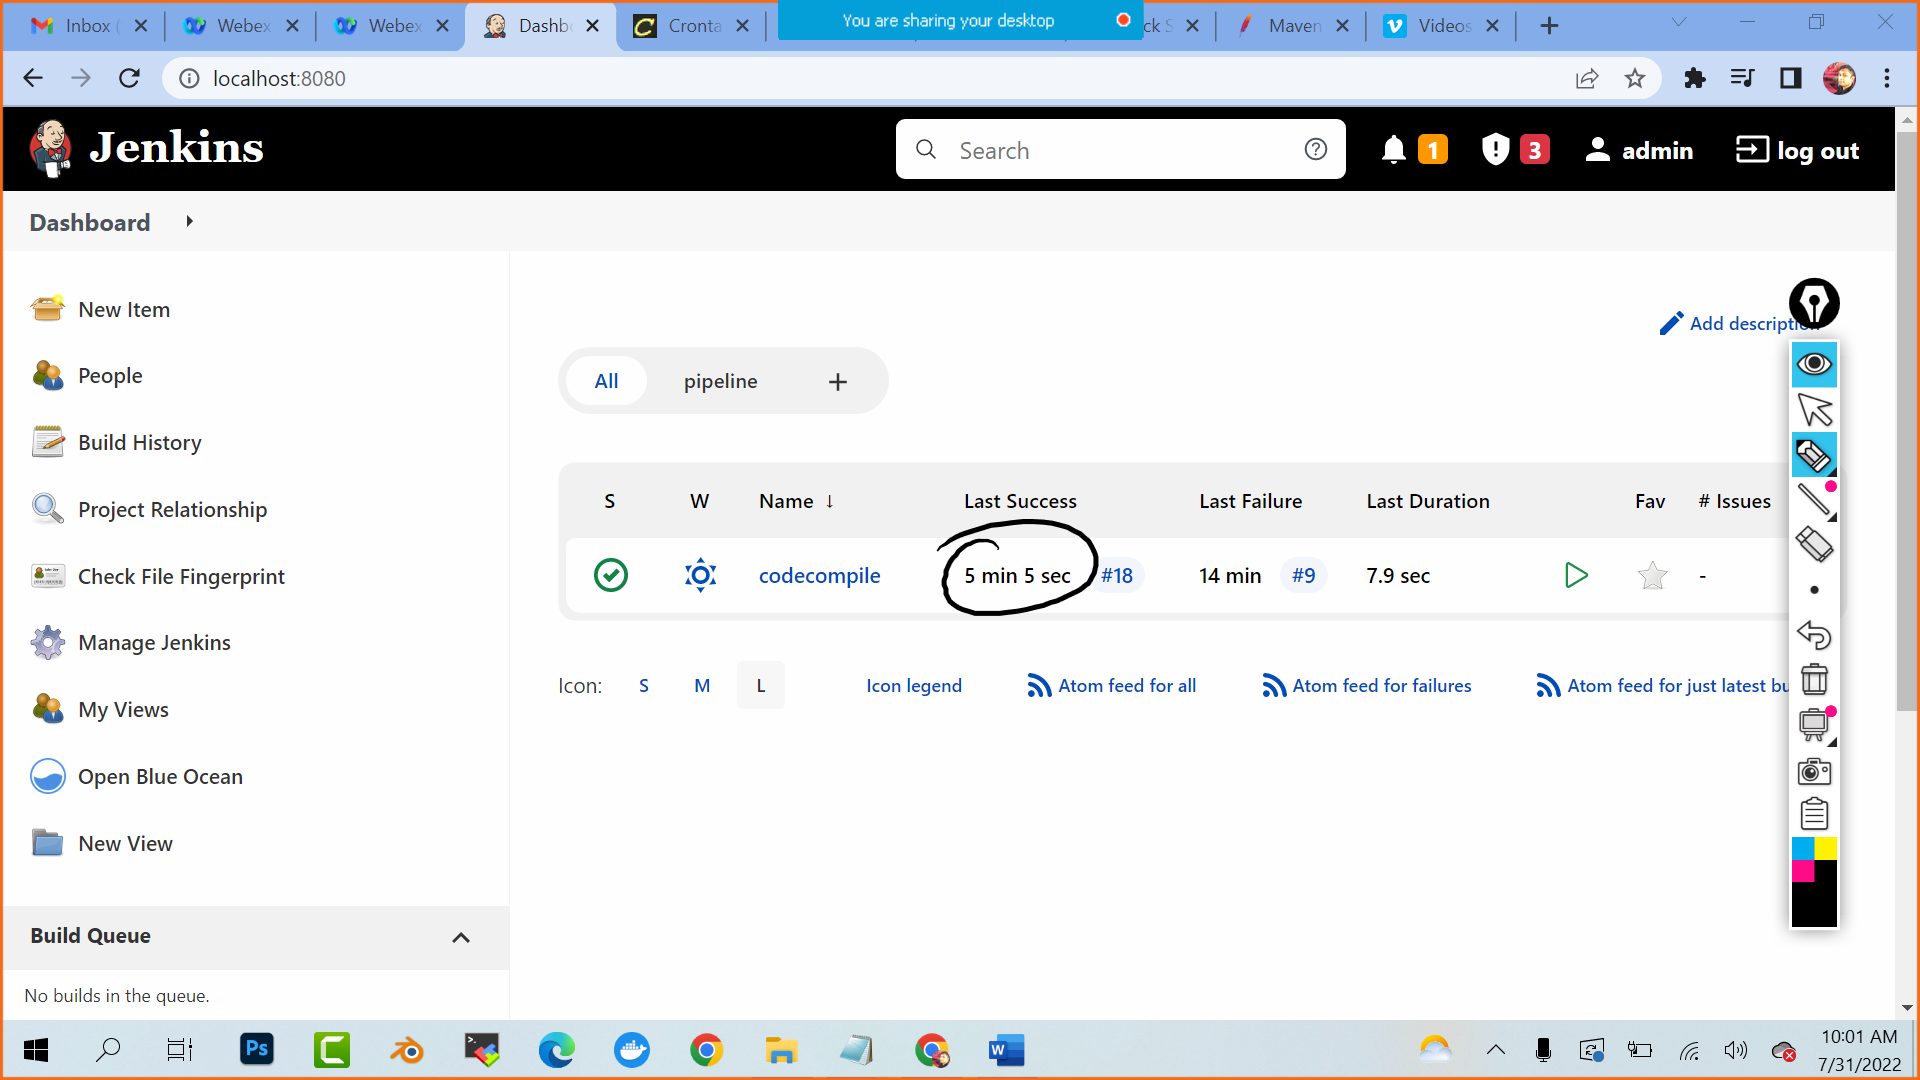 Inbox (
Webex
Webex
Dashbo
Cronta
You are sharing your desktop
ck S
Maven
Videos
localhost:8080
Jenkins
Search
1
3
admin
log out
Dashboard
New Item
People
Build History
Project Relationship
Check File Fingerprint
Manage Jenkins
My Views
Open Blue Ocean
New View
Build Queue
No builds in the queue.
Add description
All
pipeline
+
S W Name ↓ Last Success Last Failure Last Duration Fav # Issues
codecompile 5 min 5 sec #18 14 min #9 7.9 sec -
Icon: S M L Icon legend Atom feed for all Atom feed for failures Atom feed for just latest bu
Ps
C
W
10:01 AM
7/31/2022